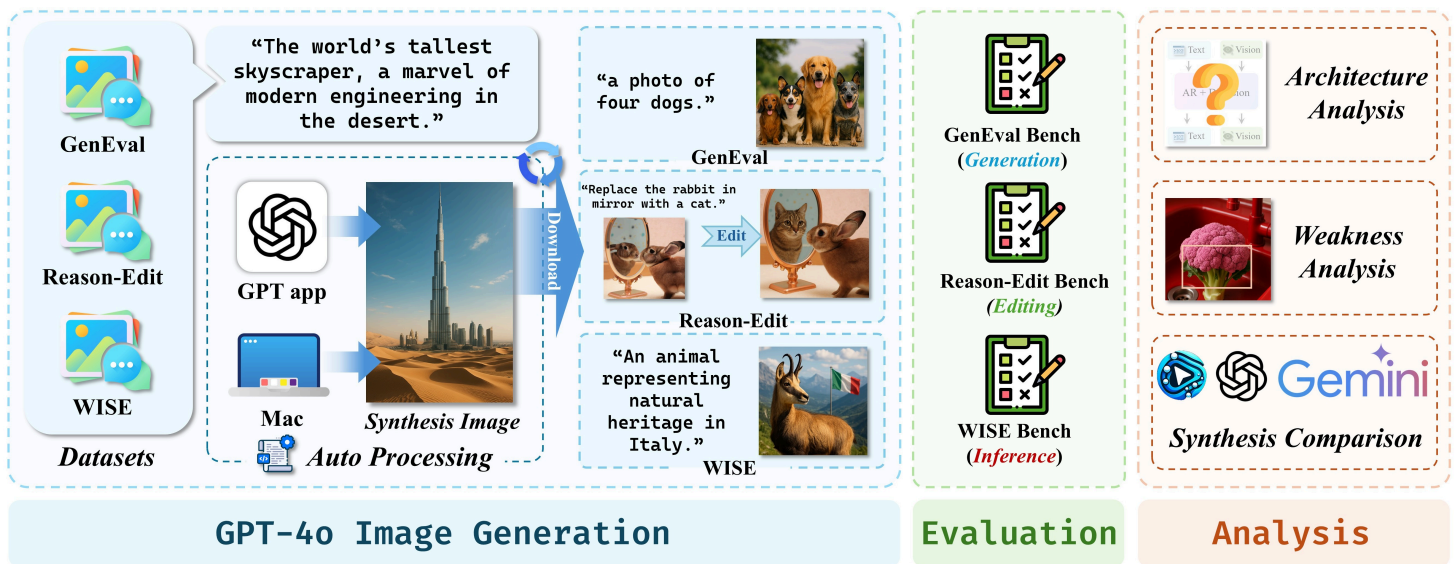 GenEval
Reason-Edit
WISE
Datasets
“The world’s tallest
skyscraper, a marvel of
modern engineering in
the desert.”
GPT app
Mac
Synthesis Image
Auto Processing
Download
“a photo of
four dogs.”
GenEval
“Replace the rabbit in
mirror with a cat.”
Edit
Reason-Edit
“An animal
representing
natural
heritage in
Italy.”
WISE
GPT-4o Image Generation
GenEval Bench
(Generation)
Reason-Edit Bench
(Editing)
WISE Bench
(Inference)
Evaluation
Text
Vision
AR +
Text
Vision
Architecture
Analysis
Weakness
Analysis
Gemini
Synthesis Comparison
Analysis